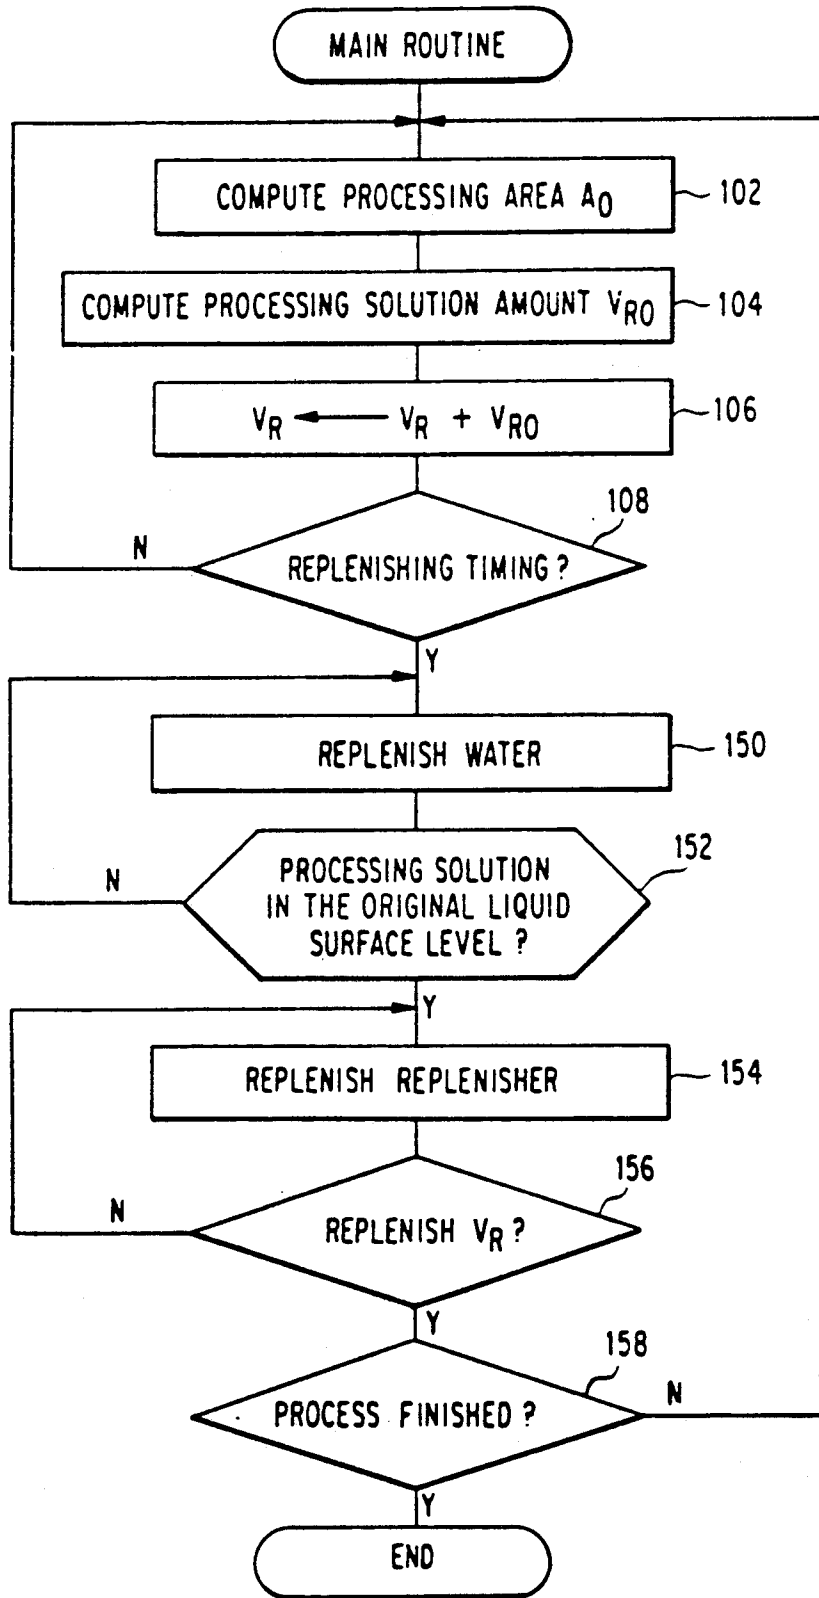 MAIN ROUTINE
COMPUTE PROCESSING AREA A0
102
COMPUTE PROCESSING SOLUTION AMOUNT VRO
104
VR ← VR + VRO
106
108
N
REPLENISHING TIMING ?
Y
REPLENISH WATER
150
152
N
PROCESSING SOLUTION
IN THE ORIGINAL LIQUID
SURFACE LEVEL ?
Y
REPLENISH REPLENISHER
154
156
N
REPLENISH VR ?
Y
158
PROCESS FINISHED ?
N
Y
END